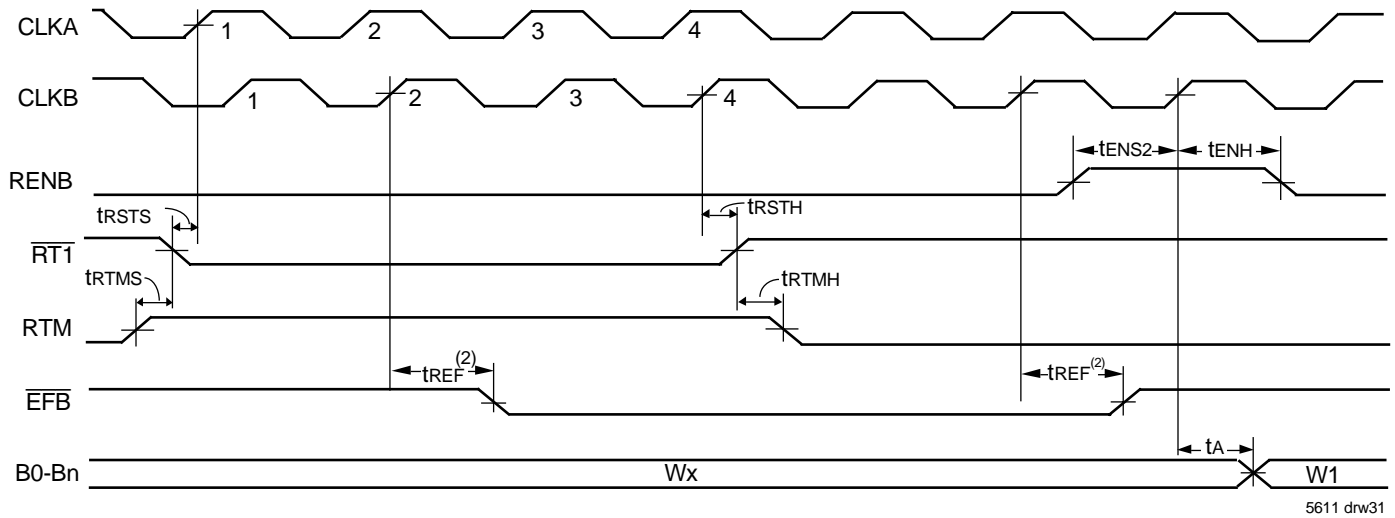 CLKA 1 2 3 4
CLKB 1 2 3 4
tENS2 tENH
RENB
tRSTS tRSTH
RT1
tRTMS tRTMH
RTM
tREF(2) tREF(2)
EFB
tA
B0-Bn Wx W1
5611 drw31